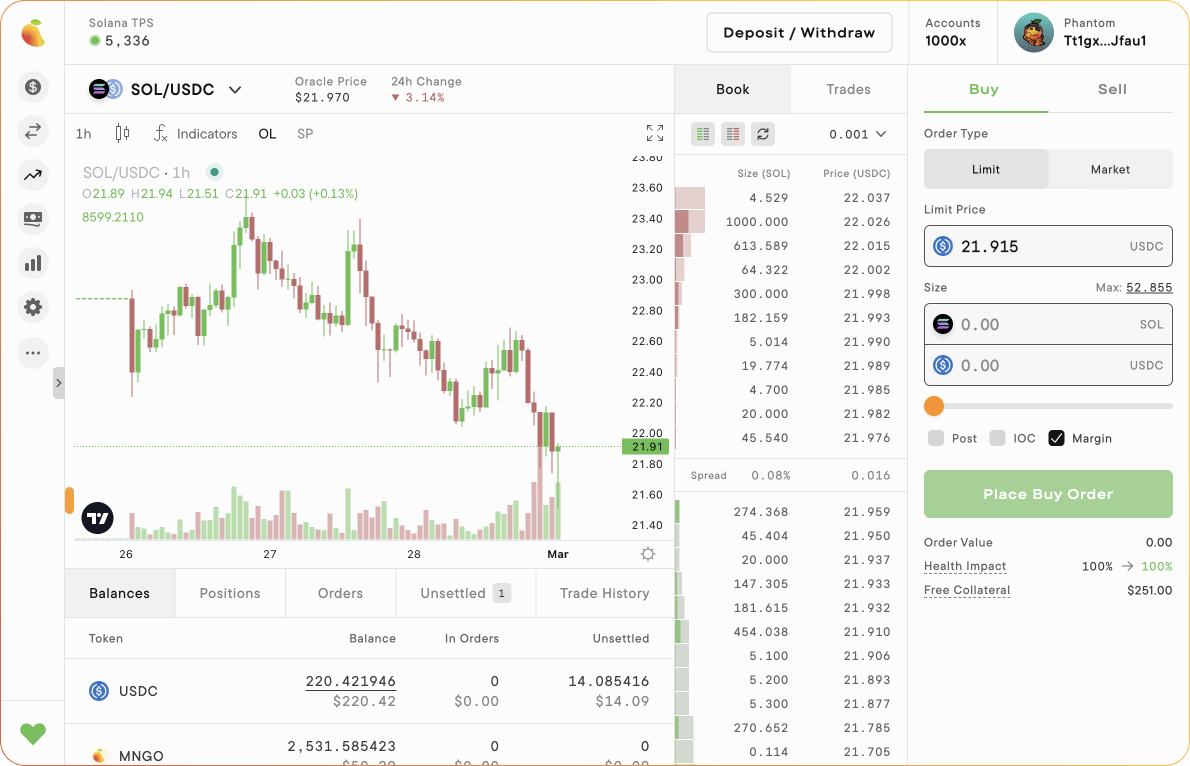 Solana TPS
5,336
Deposit / Withdraw
Accounts
1000x
Phantom
Tt1gx...Jfau1
SOL/USDC
Oracle Price
$21.970
24h Change
▼ 3.14%
1h
Indicators
OL
SP
SOL/USDC · 1h
O21.89 H21.94 L21.51 C21.91 +0.03 (+0.13%)
8599.2110
23.80
23.60
23.40
23.20
23.00
22.80
22.60
22.40
22.20
22.00
21.91
21.80
21.60
21.40
26 27 28 Mar
Balances
Positions
Orders
Unsettled 1
Trade History
Token Balance In Orders Unsettled
USDC 220.421946 0 14.085416
$220.42 $0.00 $14.09
MNGO 2,531.585423 0 0
Book
Trades
0.001
Size (SOL) Price (USDC)
4.529 22.037
1000.000 22.026
613.589 22.015
64.322 22.002
300.000 21.998
182.159 21.993
5.014 21.990
19.774 21.989
4.700 21.985
20.000 21.982
45.540 21.976
Spread 0.08% 0.016
274.368 21.959
45.404 21.950
20.000 21.937
147.305 21.933
181.615 21.932
454.038 21.910
5.100 21.906
5.200 21.893
5.300 21.877
270.652 21.785
0.114 21.705
Buy
Sell
Order Type
Limit
Market
Limit Price
21.915 USDC
Size Max: 52.855
0.00 SOL
0.00 USDC
Post
IOC
Margin
Place Buy Order
Order Value 0.00
Health Impact 100% → 100%
Free Collateral $251.00